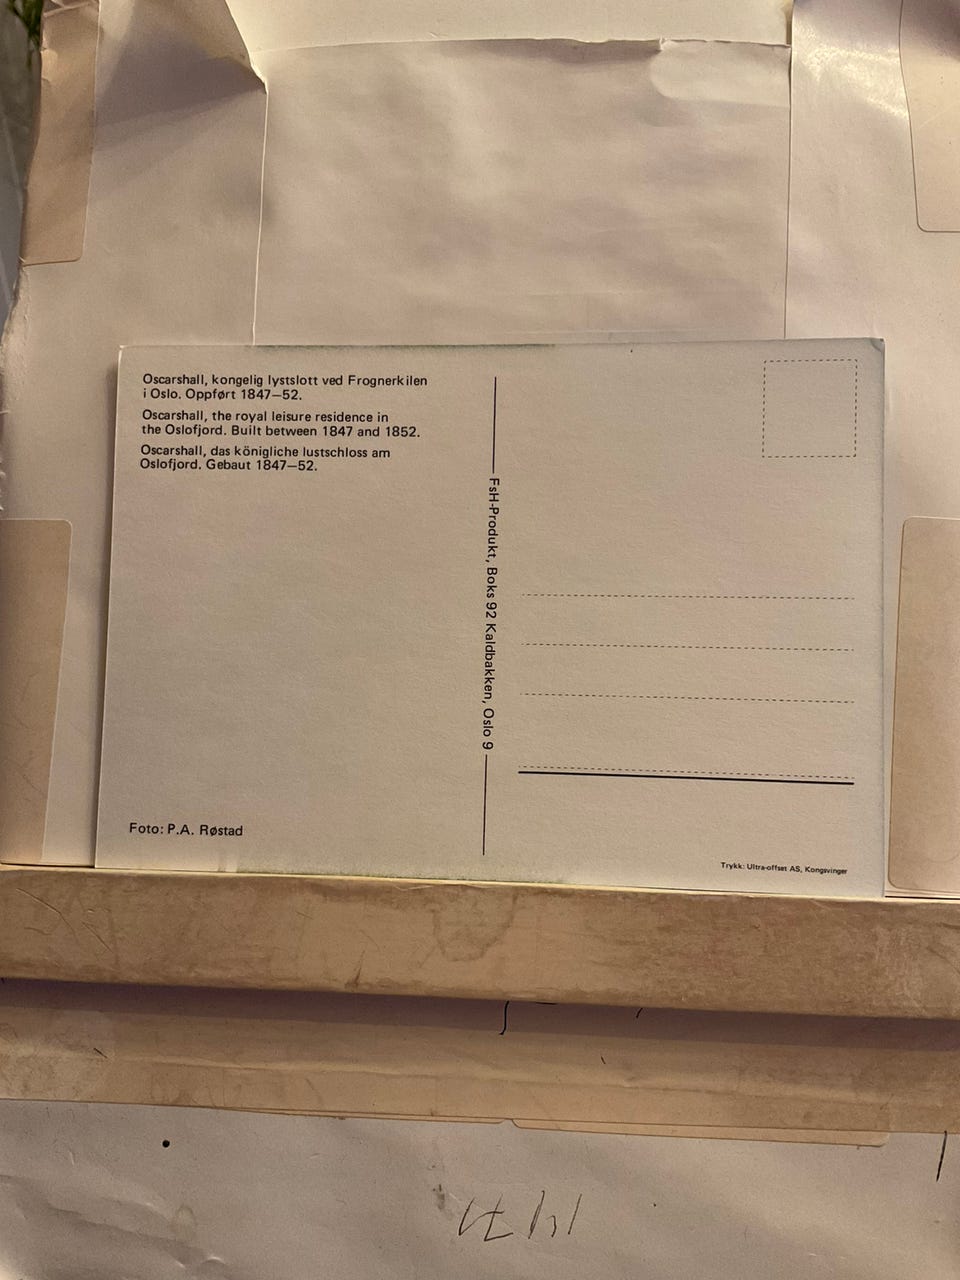 Oscarshall, kongelig lystslott ved Frognerkilen
i Oslo. Oppført 1847–52.
Oscarshall, the royal leisure residence in
the Oslofjord. Built between 1847 and 1852.
Oscarshall, das königliche lustschloss am
Oslofjord. Gebaut 1847–52.
Foto: P.A. Røstad
FsH-Produkt, Boks 92 Kaldbakken, Oslo 9
Trykk: Ultra-offset AS, Kongsvinger